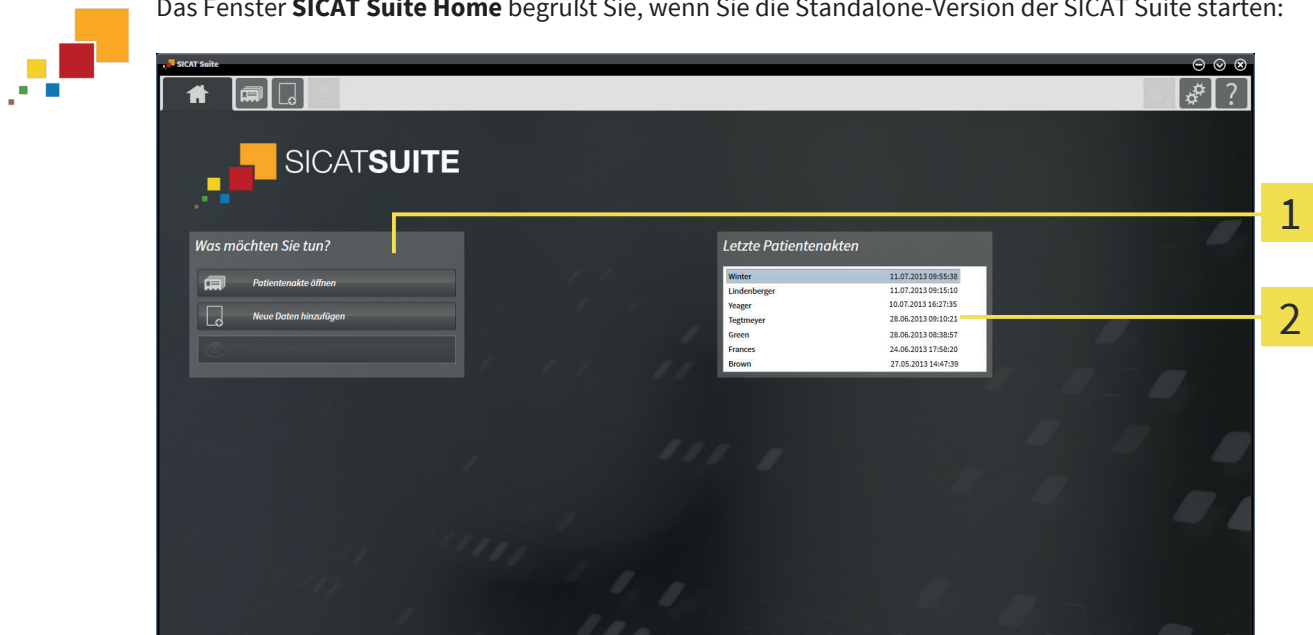 Das Fenster SICAT Suite Home begrüßt Sie, wenn Sie die Standalone-Version der SICAT Suite starten:
SICAT Suite
?
SICATSUITE
1
Was möchten Sie tun?
Letzte Patientenakten
Patientenakte öffnen
Neue Daten hinzufügen
Winter 11.07.2013 09:55:38
Lindenberger 11.07.2013 09:15:10
Yeager 10.07.2013 16:27:35
Tegtmeyer 28.06.2013 09:10:21
2
Green 28.06.2013 08:38:57
Frances 24.06.2013 17:58:20
Brown 27.05.2013 14:47:39